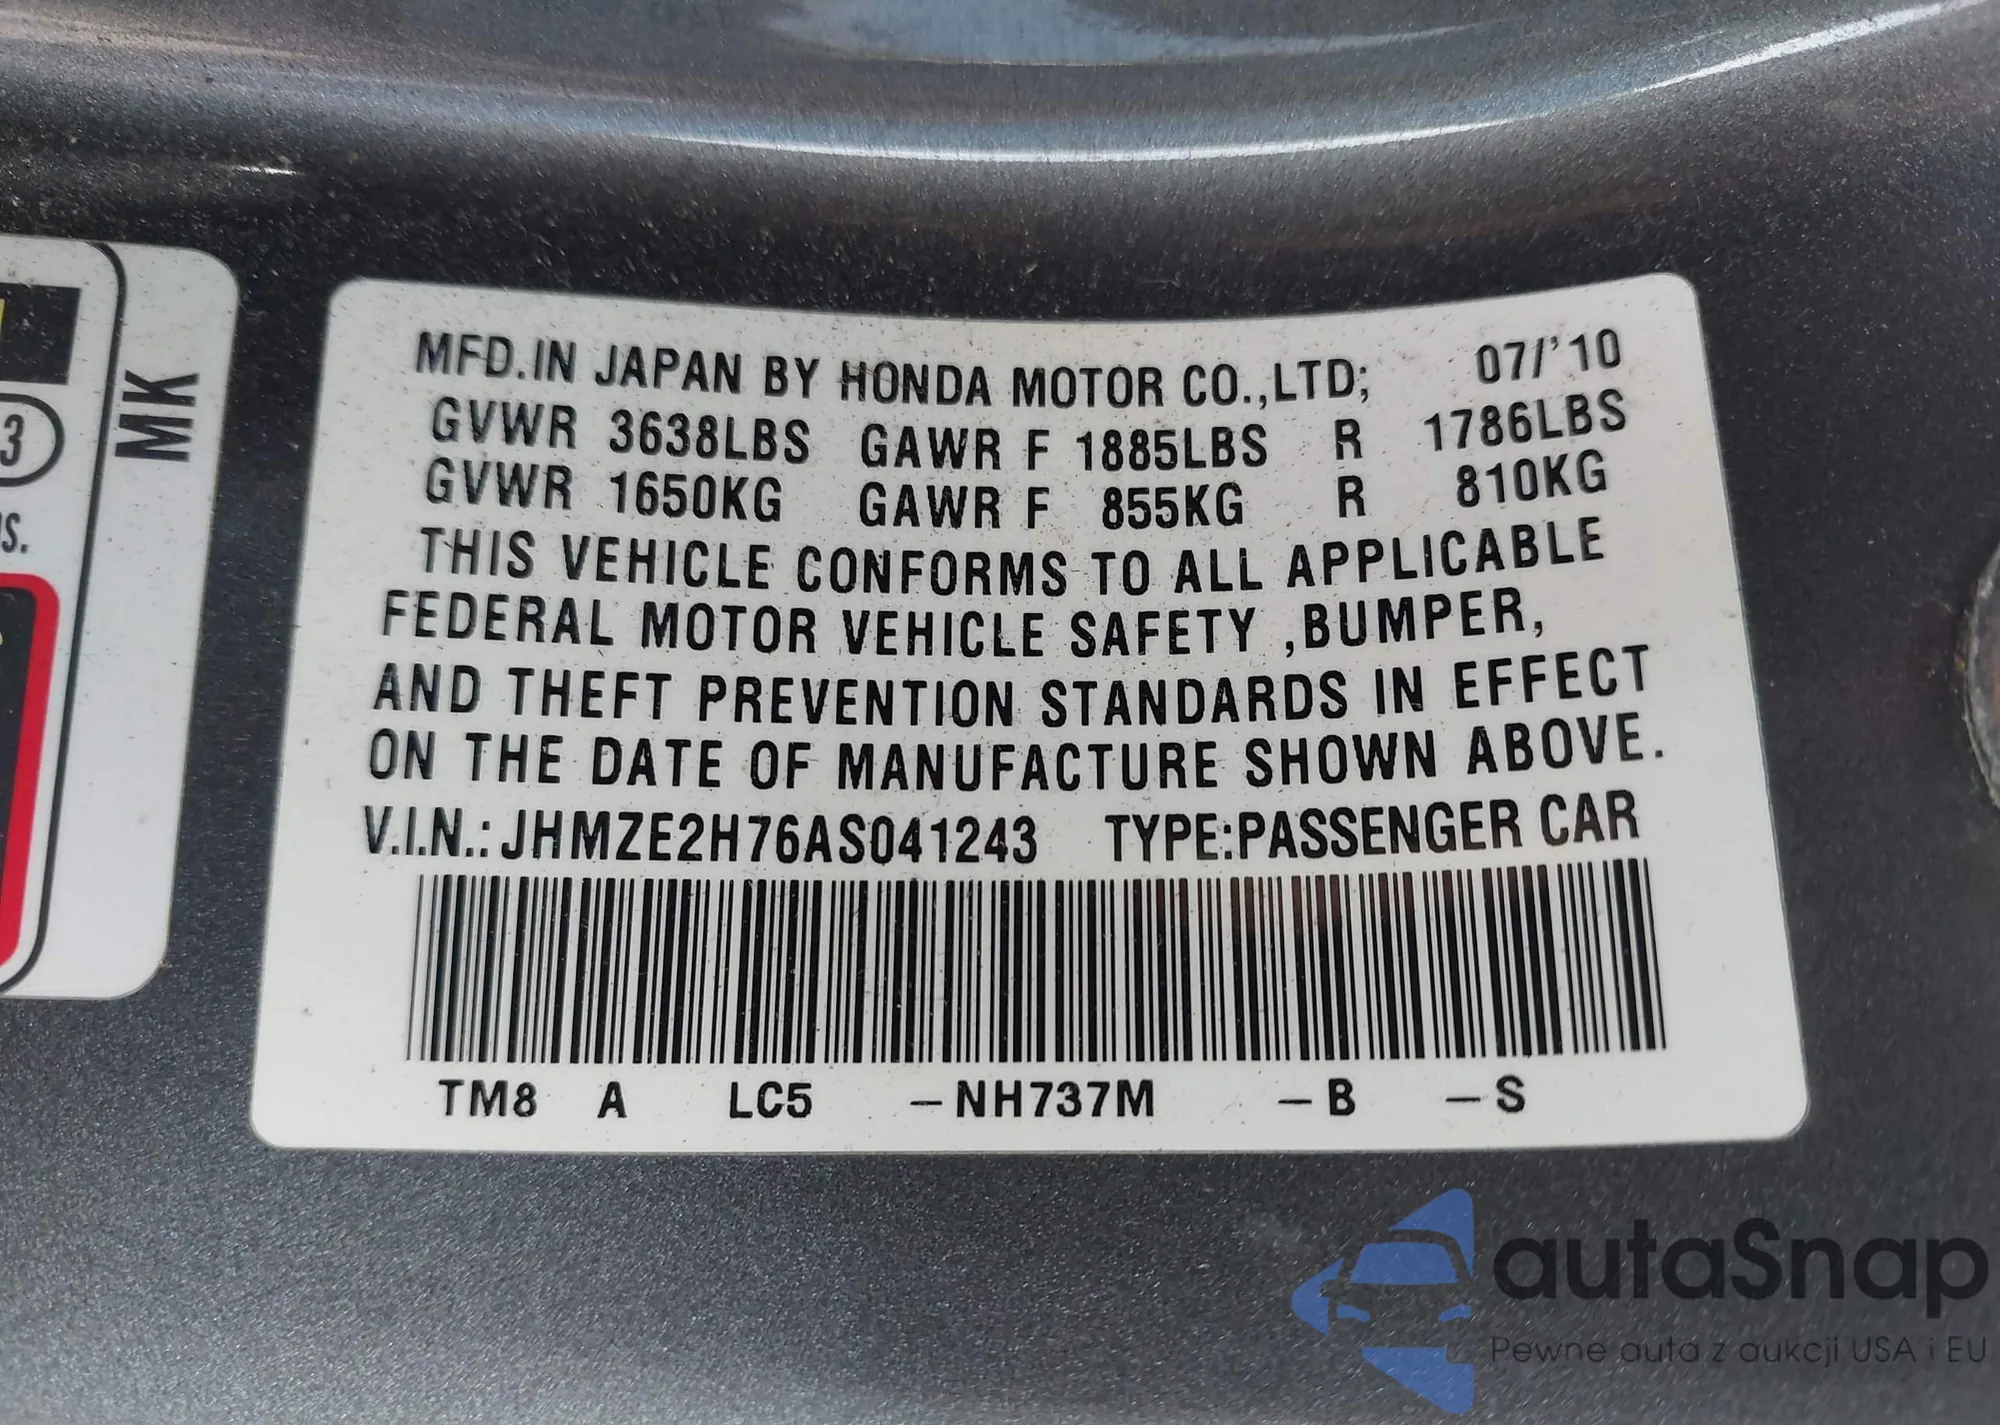 MK
3
S.
MFD.IN JAPAN BY HONDA MOTOR CO.,LTD; 07/'10
GVWR 3638LBS GAWR F 1885LBS R 1786LBS
GVWR 1650KG GAWR F 855KG R 810KG
THIS VEHICLE CONFORMS TO ALL APPLICABLE
FEDERAL MOTOR VEHICLE SAFETY ,BUMPER,
AND THEFT PREVENTION STANDARDS IN EFFECT
ON THE DATE OF MANUFACTURE SHOWN ABOVE.
V.I.N.: JHMZE2H76AS041243 TYPE:PASSENGER CAR
TM8 A LC5 –NH737M –B –S
autaSnap
Pewne auta z aukcji USA i EU